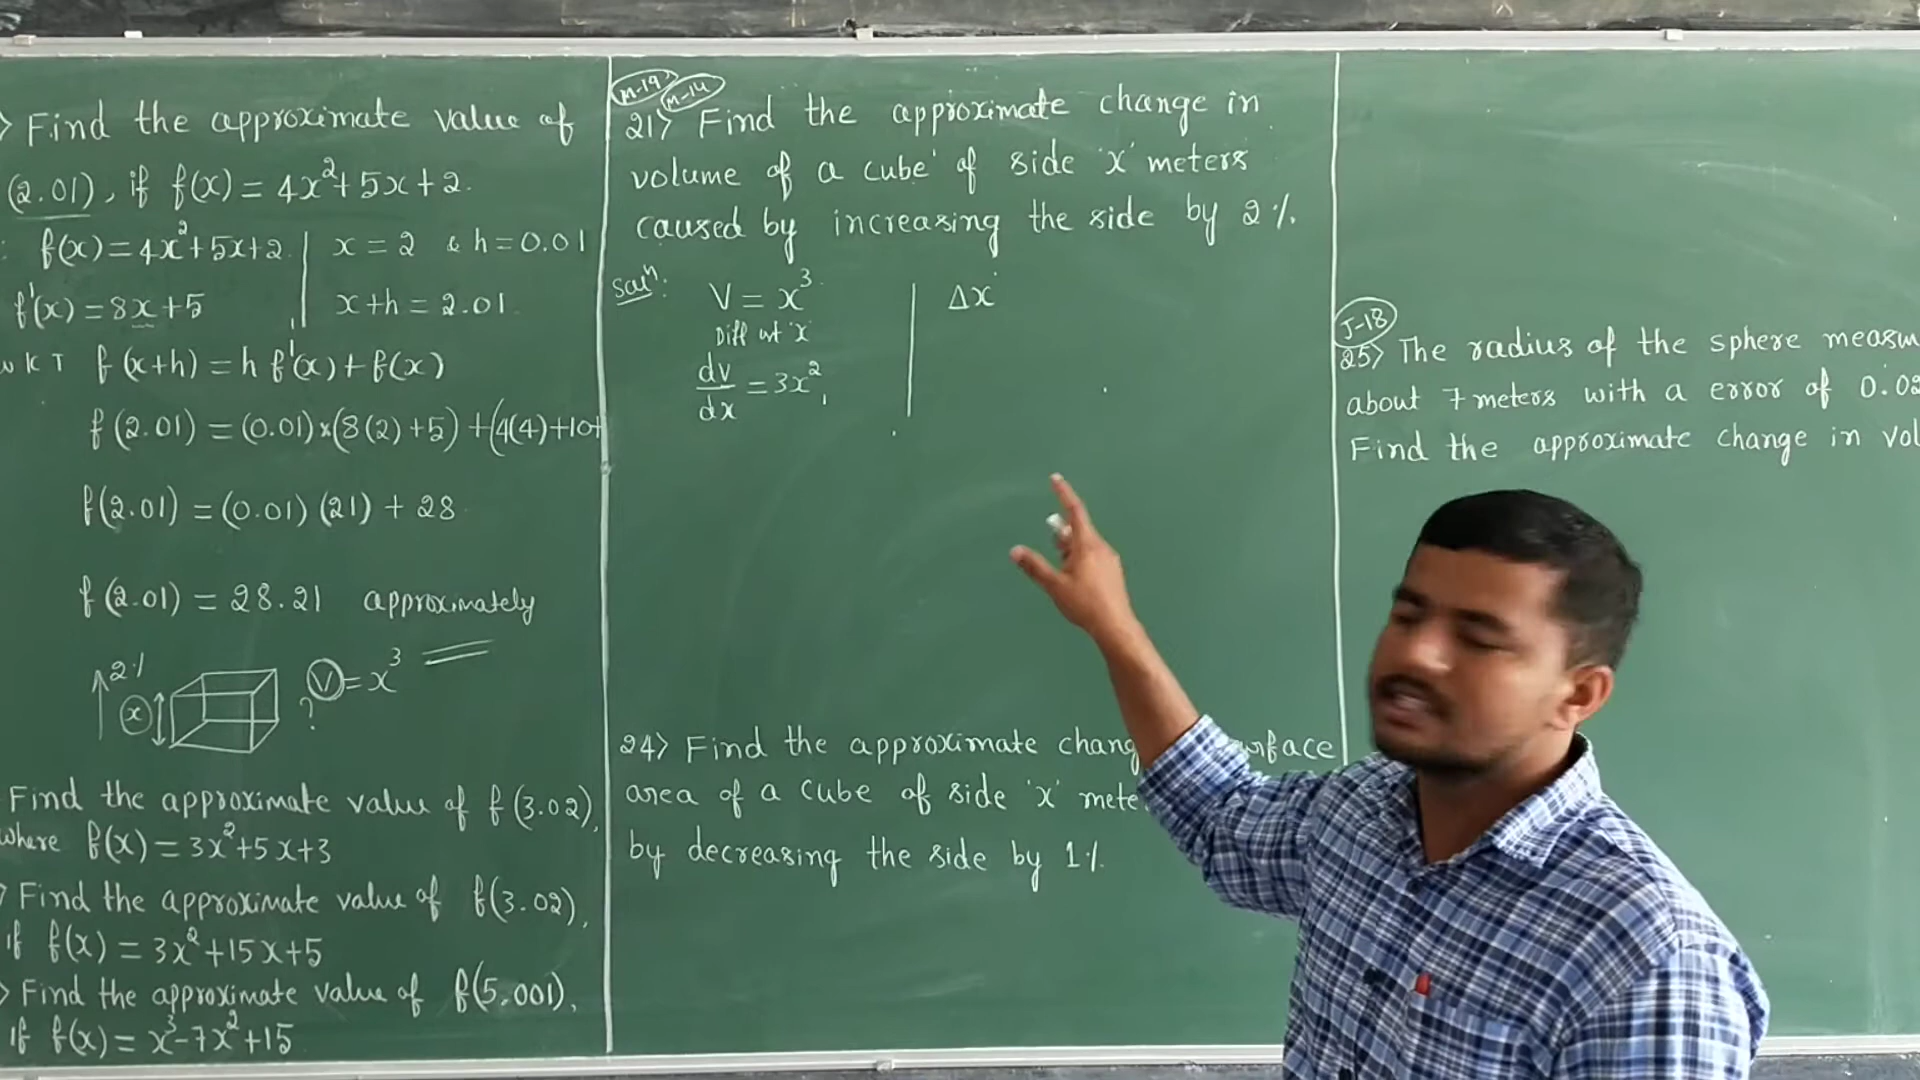 > Find the approximate value of
(2.01), if f(x) = 4x²+5x+2.
: f(x)=4x²+5x+2 | x = 2 & h=0.01
f'(x) = 8x+5 | x+h = 2.01
W K T f(x+h) = h f'(x) + f(x)
f(2.01) = (0.01)×(8(2)+5) + (4(4)+10+
f(2.01) = (0.01) (21) + 28
f(2.01) = 28.21 approximately
2% x V = x³
?
Find the approximate value of f(3.02),
where f(x) = 3x²+5x+3
> Find the approximate value of f(3.02),
if f(x) = 3x²+15x+5
> Find the approximate value of f(5.001),
if f(x) = x³-7x²+15
M-19 M-14
21> Find the approximate change in
volume of a cube of side 'x' meters
caused by increasing the side by 2%.
Solⁿ: V = x³ | Δx
Diff wt 'x'
dv/dx = 3x²
24> Find the approximate chang
area of a cube of side 'x' mete
by decreasing the side by 1%.
J-18
25> The radius of the sphere measu
about 7 meters with a error of 0.02
Find the approximate change in vol